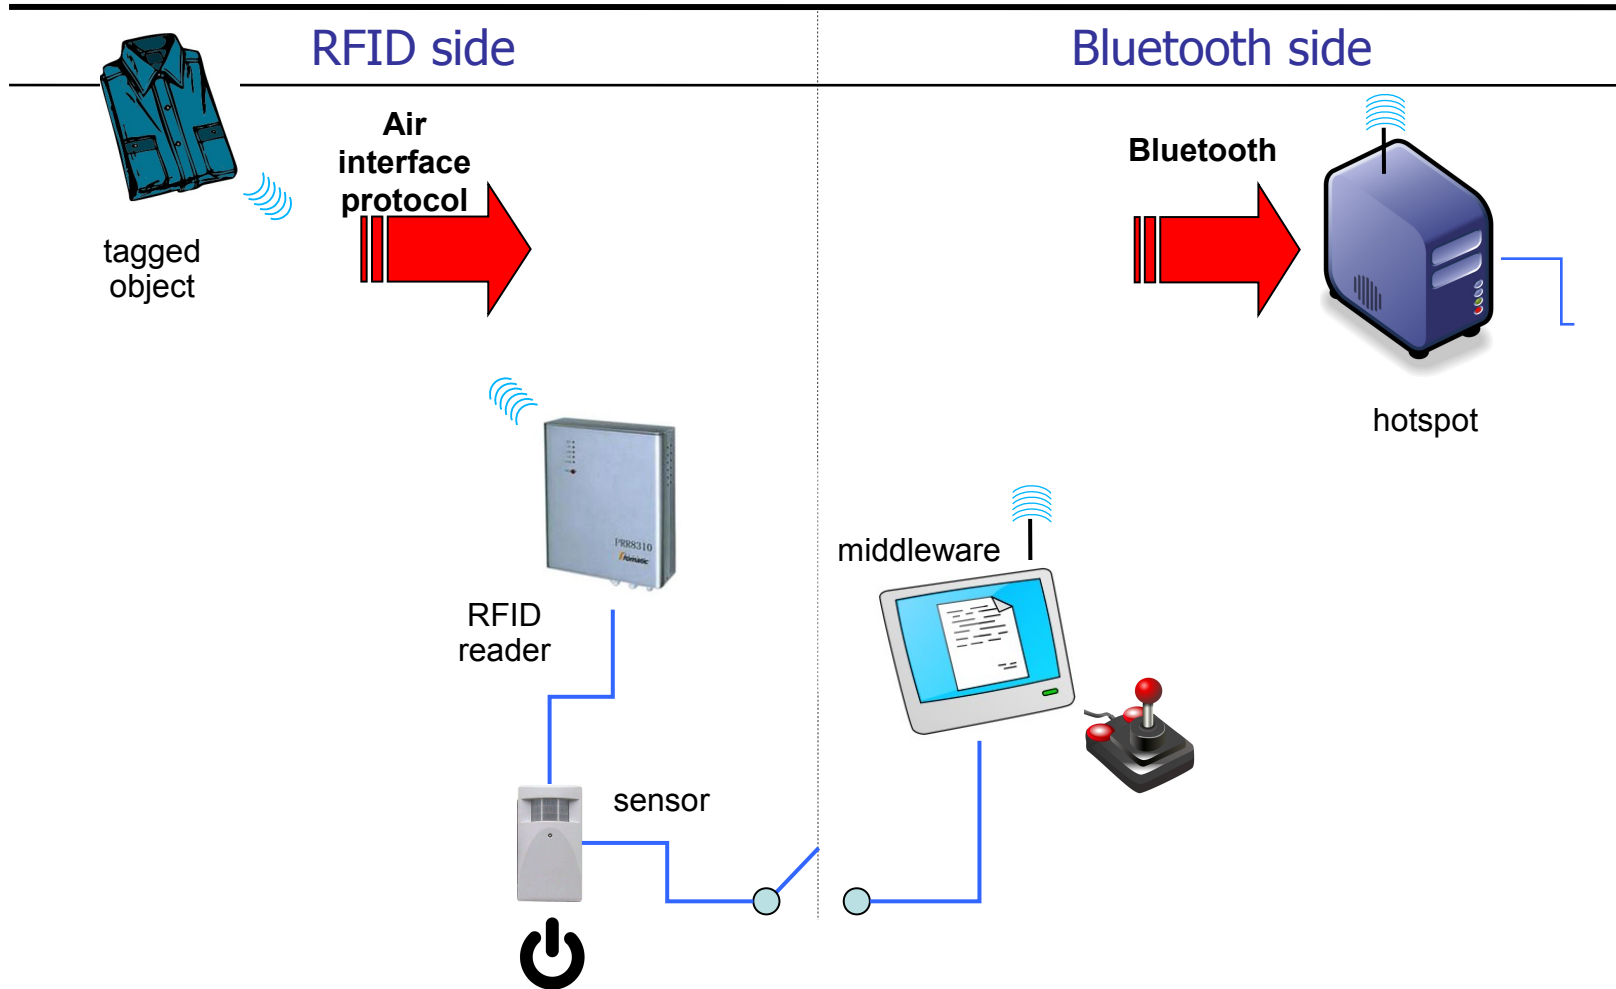 RFID side
Bluetooth side
Air
interface
protocol
Bluetooth
tagged
object
hotspot
PRR8310
middleware
RFID
reader
sensor